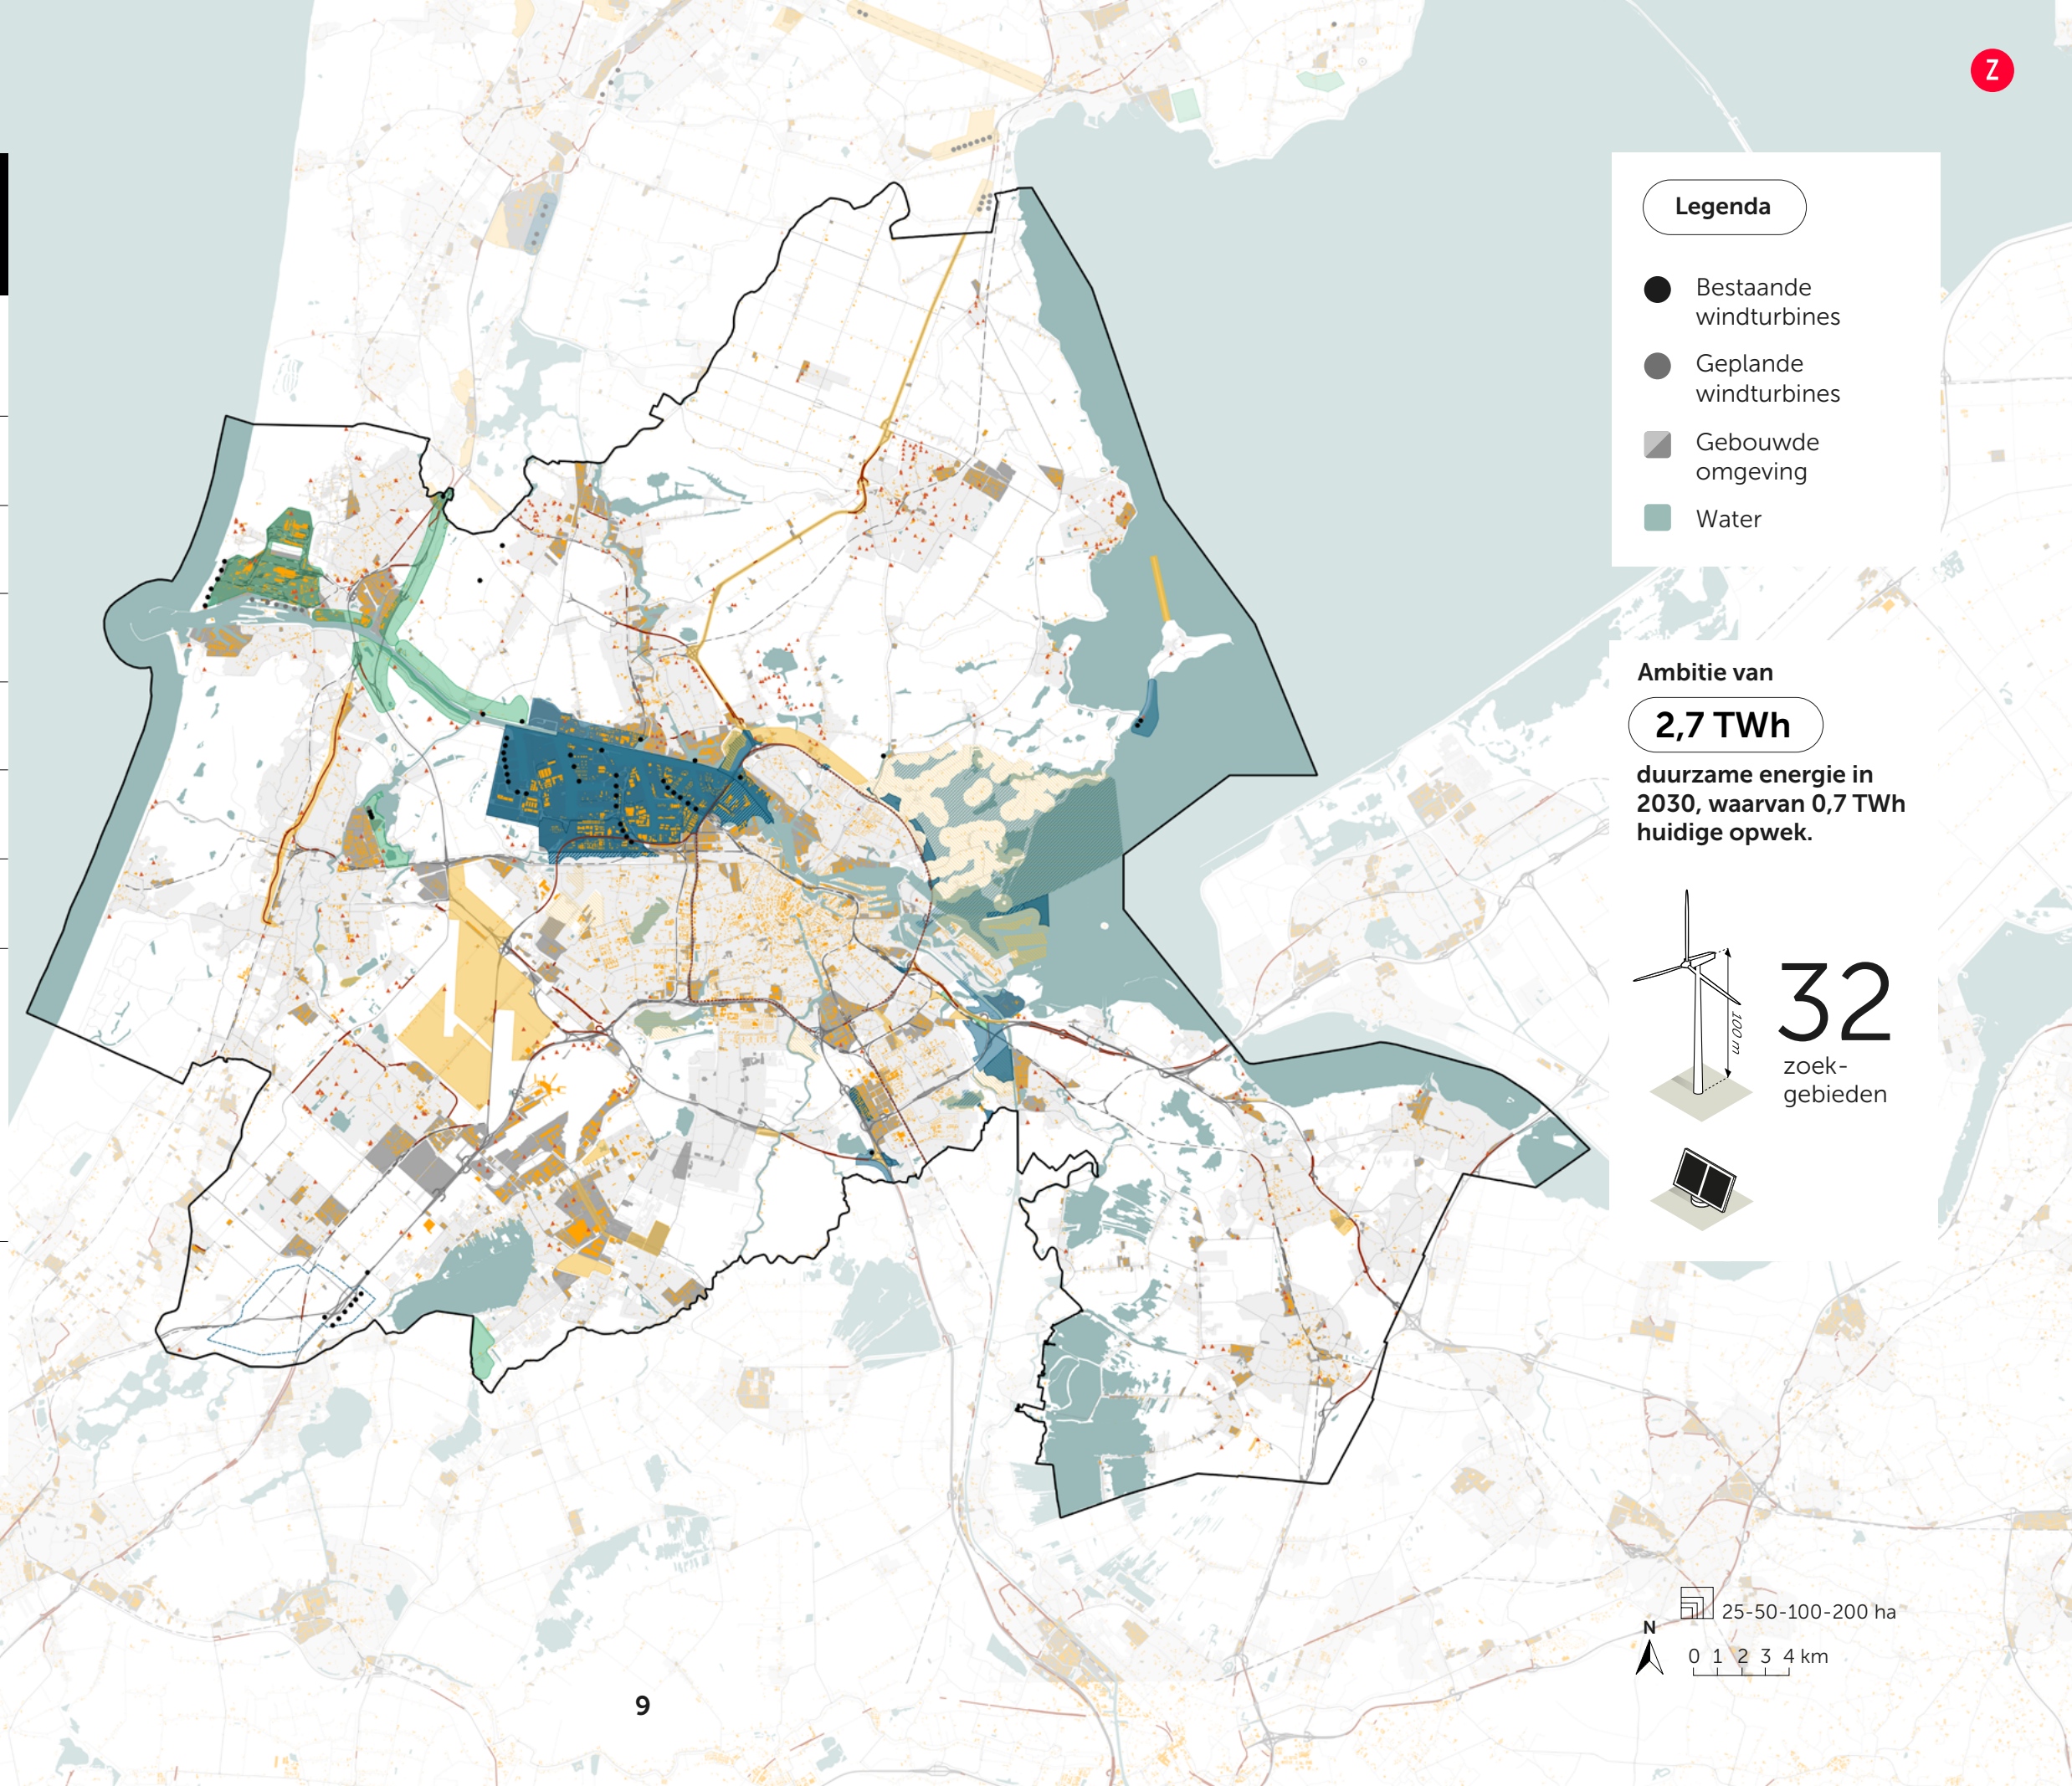 Z
Legenda
Bestaande
windturbines
Geplande
windturbines
Gebouwde
omgeving
Water
Ambitie van
2,7 TWh
duurzame energie in
2030, waarvan 0,7 TWh
huidige opwek.
100 m
32
zoek-
gebieden
25-50-100-200 ha
N
0 1 2 3 4 km
9